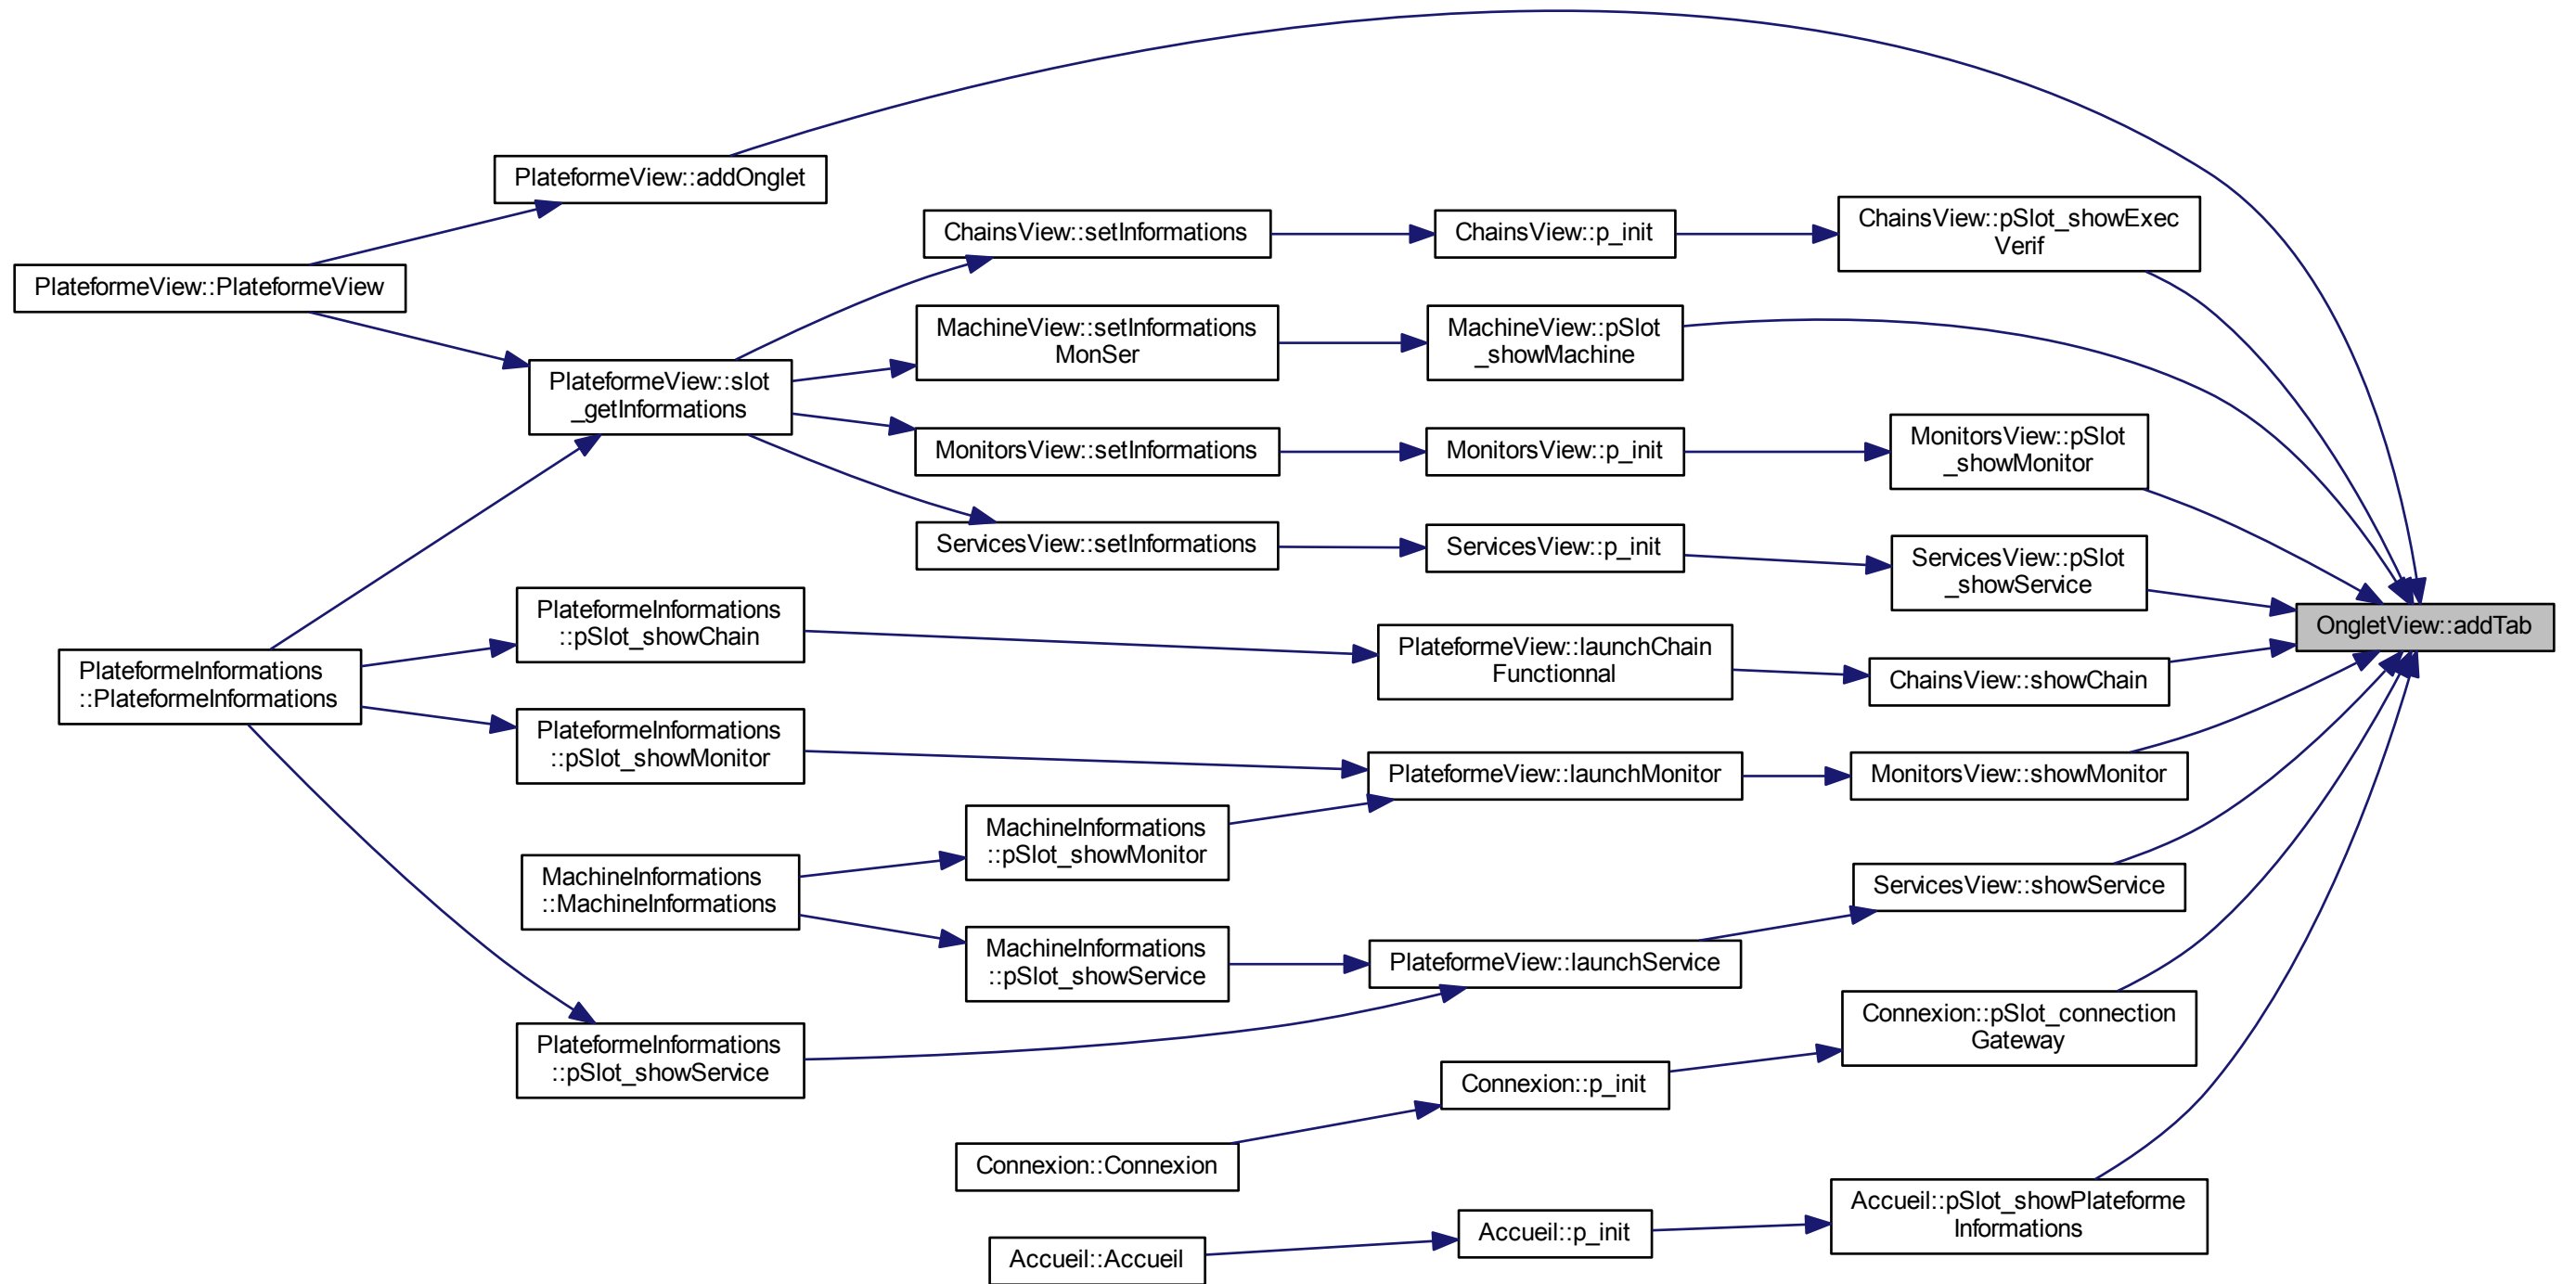 PlateformeView::addOnglet
ChainsView::setInformations
ChainsView::p_init
ChainsView::pSlot_showExec
Verif
PlateformeView::PlateformeView
MachineView::setInformations
MonSer
MachineView::pSlot
_showMachine
PlateformeView::slot
_getInformations
MonitorsView::setInformations
MonitorsView::p_init
MonitorsView::pSlot
_showMonitor
ServicesView::setInformations
ServicesView::p_init
ServicesView::pSlot
_showService
OngletView::addTab
PlateformeInformations
::pSlot_showChain
PlateformeView::launchChain
Functionnal
ChainsView::showChain
PlateformeInformations
::PlateformeInformations
PlateformeInformations
::pSlot_showMonitor
PlateformeView::launchMonitor
MonitorsView::showMonitor
MachineInformations
::pSlot_showMonitor
MachineInformations
::MachineInformations
ServicesView::showService
MachineInformations
::pSlot_showService
PlateformeView::launchService
PlateformeInformations
::pSlot_showService
Connexion::pSlot_connection
Gateway
Connexion::p_init
Connexion::Connexion
Accueil::pSlot_showPlateforme
Informations
Accueil::p_init
Accueil::Accueil